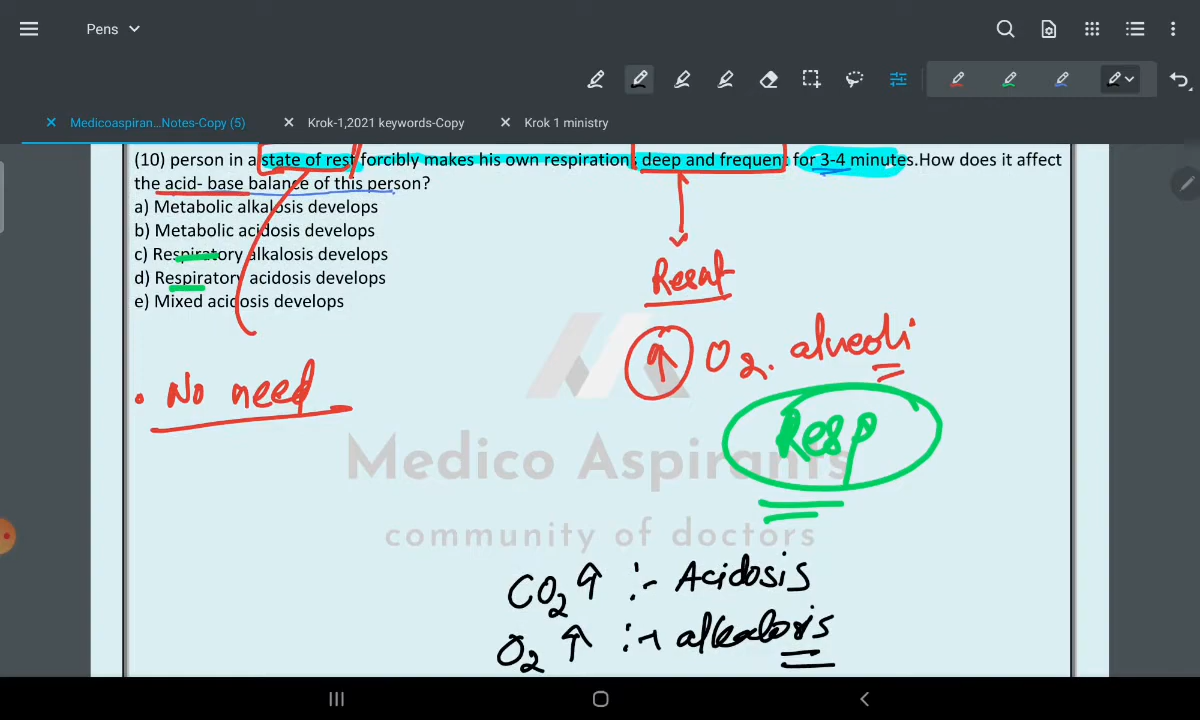 Pens
Medicoaspiran...Notes-Copy (5)
Krok-1,2021 keywords-Copy
Krok 1 ministry
(10) person in a state of rest forcibly makes his own respirations deep and frequent for 3-4 minutes.How does it affect
the acid- base balance of this person?
a) Metabolic alkalosis develops
b) Metabolic acidosis develops
c) Respiratory alkalosis develops
d) Respiratory acidosis develops
e) Mixed acidosis develops
↑ O2. alveoli
. No need
Resp
Medico Aspirants
community of doctors
CO2 ↑ :- Acidosis
O2 ↑ :-